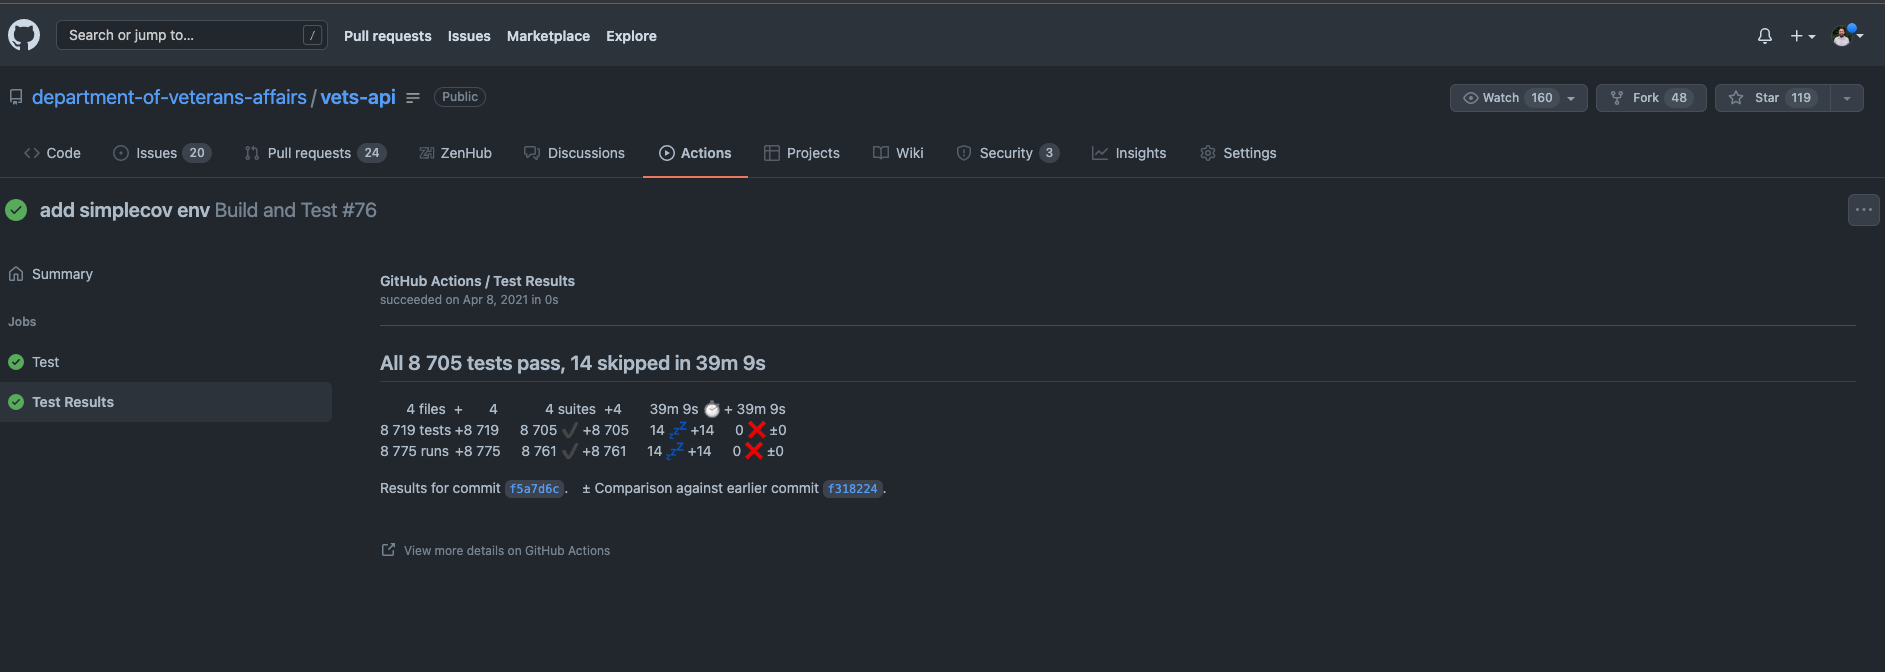 Search or jump to... /
Pull requests Issues Marketplace Explore
department-of-veterans-affairs / vets-api Public
Watch 160 Fork 48 Star 119
Code Issues 20 Pull requests 24 ZenHub Discussions Actions Projects Wiki Security 3 Insights Settings
add simplecov env Build and Test #76
Summary
Jobs
Test
Test Results
GitHub Actions / Test Results
succeeded on Apr 8, 2021 in 0s
All 8 705 tests pass, 14 skipped in 39m 9s
4 files + 4 4 suites +4 39m 9s ⏱️ + 39m 9s
8 719 tests +8 719 8 705 ✔️ +8 705 14 💤 +14 0 ❌ ±0
8 775 runs +8 775 8 761 ✔️ +8 761 14 💤 +14 0 ❌ ±0
Results for commit f5a7d6c. ± Comparison against earlier commit f318224.
View more details on GitHub Actions